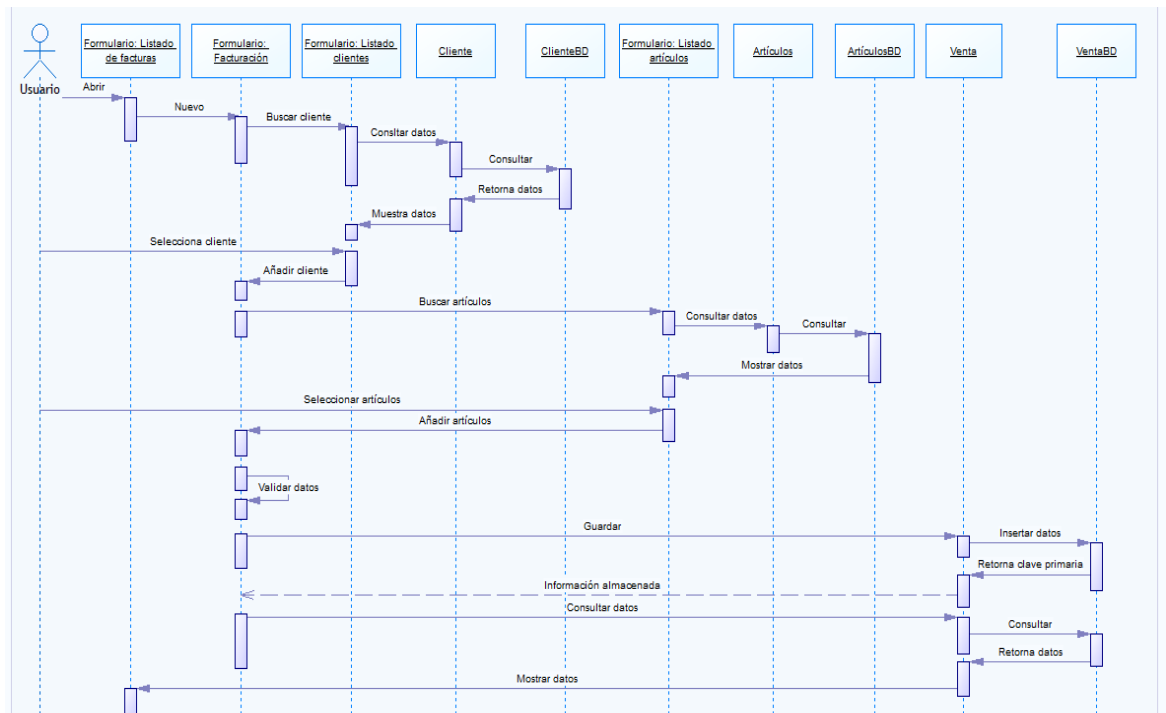 Formulario: Listado
de facturas
Formulario:
Facturación
Formulario: Listado
clientes
Cliente
ClienteBD
Formulario: Listado
artículos
Artículos
ArtículosBD
Venta
VentaBD
Usuario
Abrir
Nuevo
Buscar cliente
Consltar datos
Consultar
Retorna datos
Muestra datos
Selecciona cliente
Añadir cliente
Buscar artículos
Consultar datos
Consultar
Mostrar datos
Seleccionar artículos
Añadir artículos
Validar datos
Guardar
Insertar datos
Retorna clave primaria
Información almacenada
Consultar datos
Consultar
Retorna datos
Mostrar datos